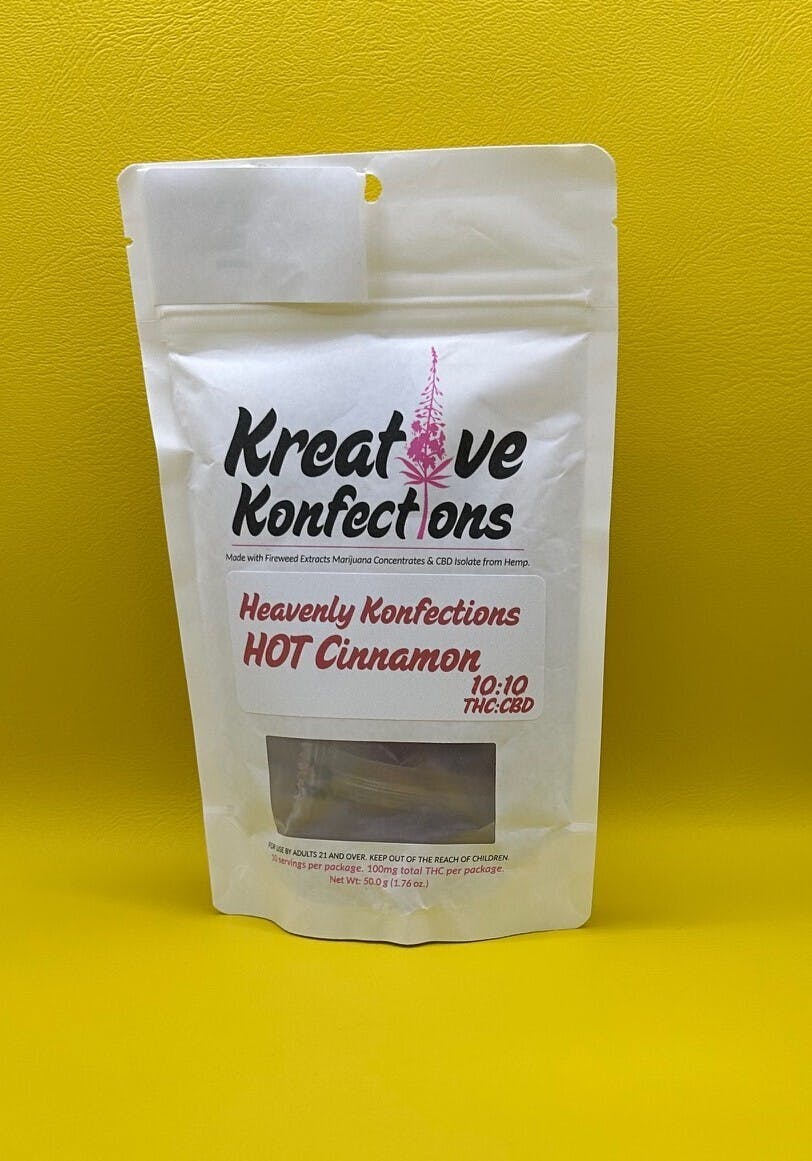 Kreative
Konfections
Made with Fireweed Extracts Marijuana Concentrates & CBD Isolate from Hemp.
Heavenly Konfections
HOT Cinnamon
10:10
THC:CBD
FOR USE BY ADULTS 21 AND OVER. KEEP OUT OF THE REACH OF CHILDREN.
10 servings per package. 100mg total THC per package.
Net Wt: 50.0 g (1.76 oz.)